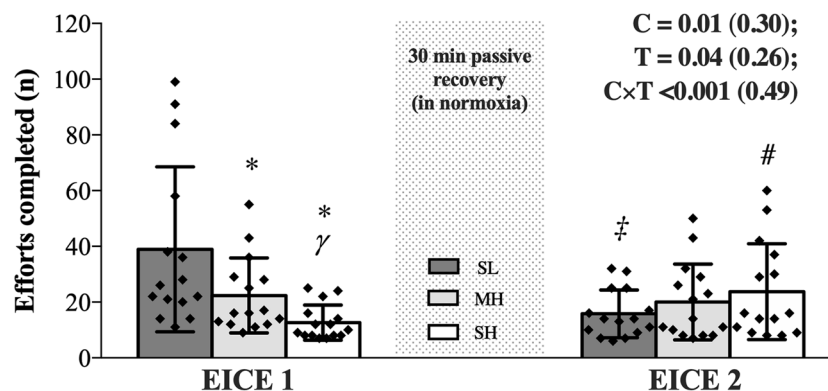 120
100
80
60
40
20
0
Efforts completed (n)
30 min passive
recovery
(in normoxia)
C = 0.01 (0.30);
T = 0.04 (0.26);
C×T <0.001 (0.49)
*
*
γ
‡
#
SL
MH
SH
EICE 1
EICE 2